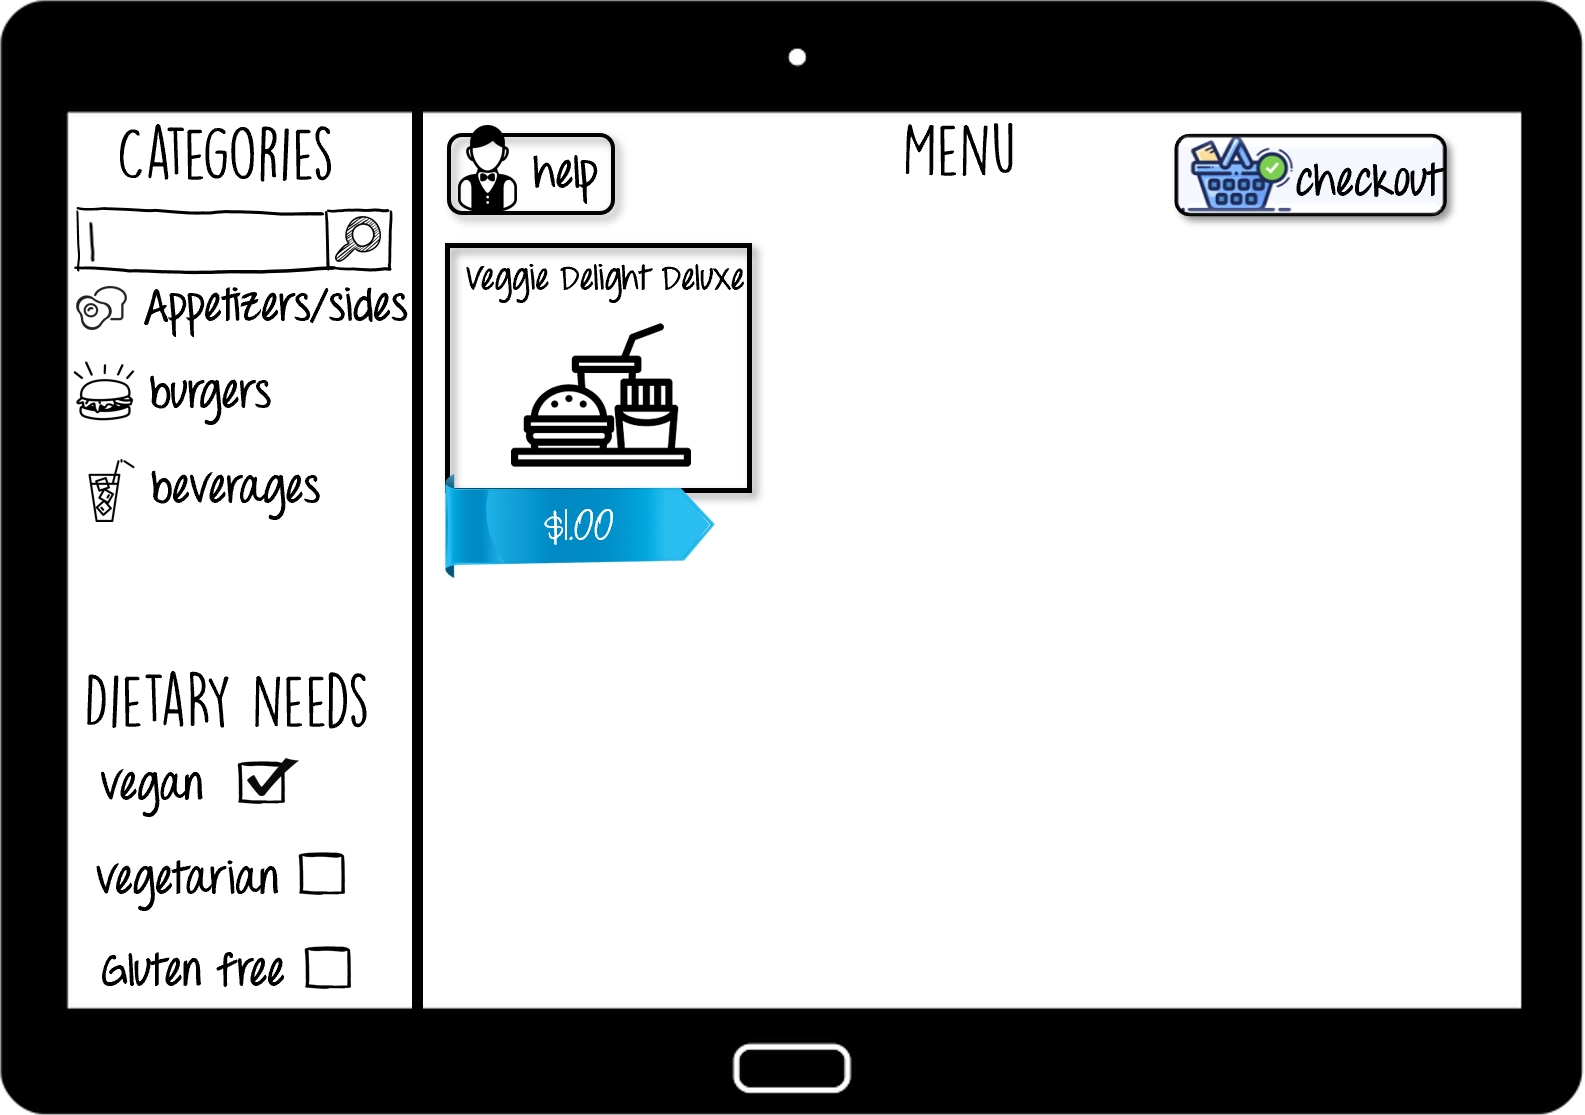 CATEGORIES
Appetizers/sides
burgers
beverages
DIETARY NEEDS
vegan
vegetarian
Gluten free
help
MENU
checkout
Veggie Delight Deluxe
$1.00